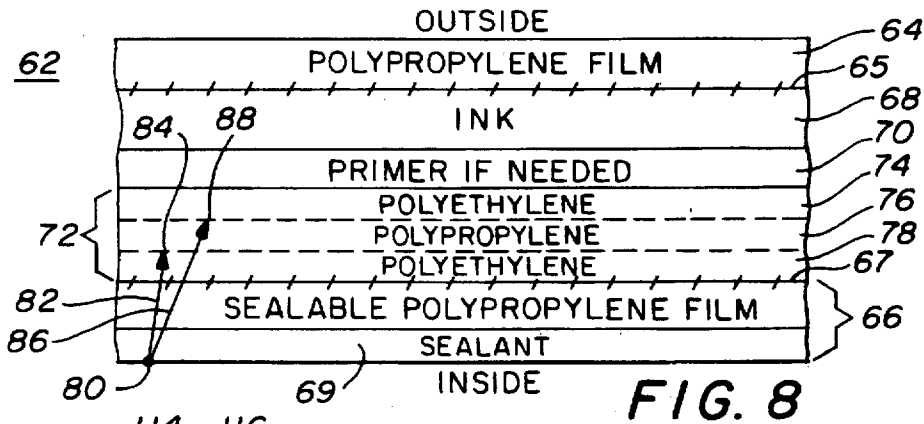 OUTSIDE
62
POLYPROPYLENE FILM
64
65
84
88
INK
68
PRIMER IF NEEDED
70
POLYETHYLENE
74
72
POLYPROPYLENE
76
POLYETHYLENE
78
67
82
SEALABLE POLYPROPYLENE FILM
66
86
SEALANT
80
69
INSIDE
FIG. 8